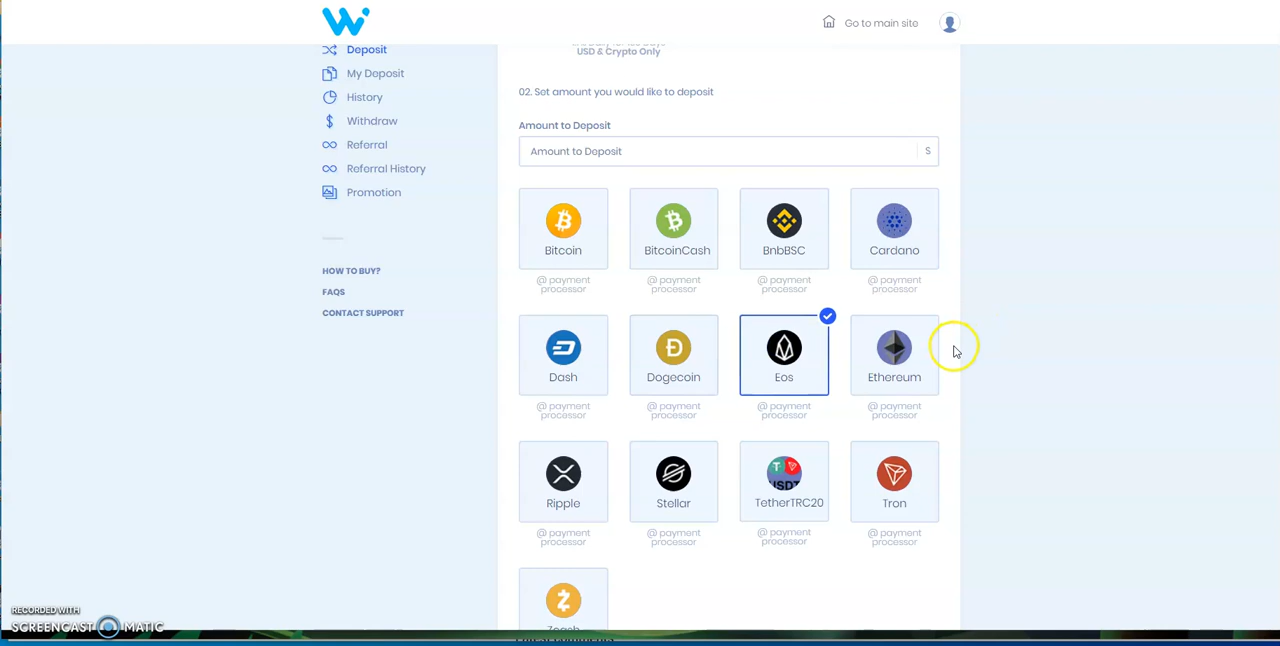 Go to main site
Deposit
My Deposit
History
Withdraw
Referral
Referral History
Promotion
HOW TO BUY?
FAQS
CONTACT SUPPORT
USD & Crypto Only
02. Set amount you would like to deposit
Amount to Deposit
Amount to Deposit $
Bitcoin BitcoinCash BnbBSC Cardano
@ payment @ payment @ payment @ payment
processor processor processor processor
Dash Dogecoin Eos Ethereum
@ payment @ payment @ payment @ payment
processor processor processor processor
USDT
Ripple Stellar TetherTRC20 Tron
@ payment @ payment @ payment @ payment
processor processor processor processor
RECORDED WITH
SCREENCAST MATIC